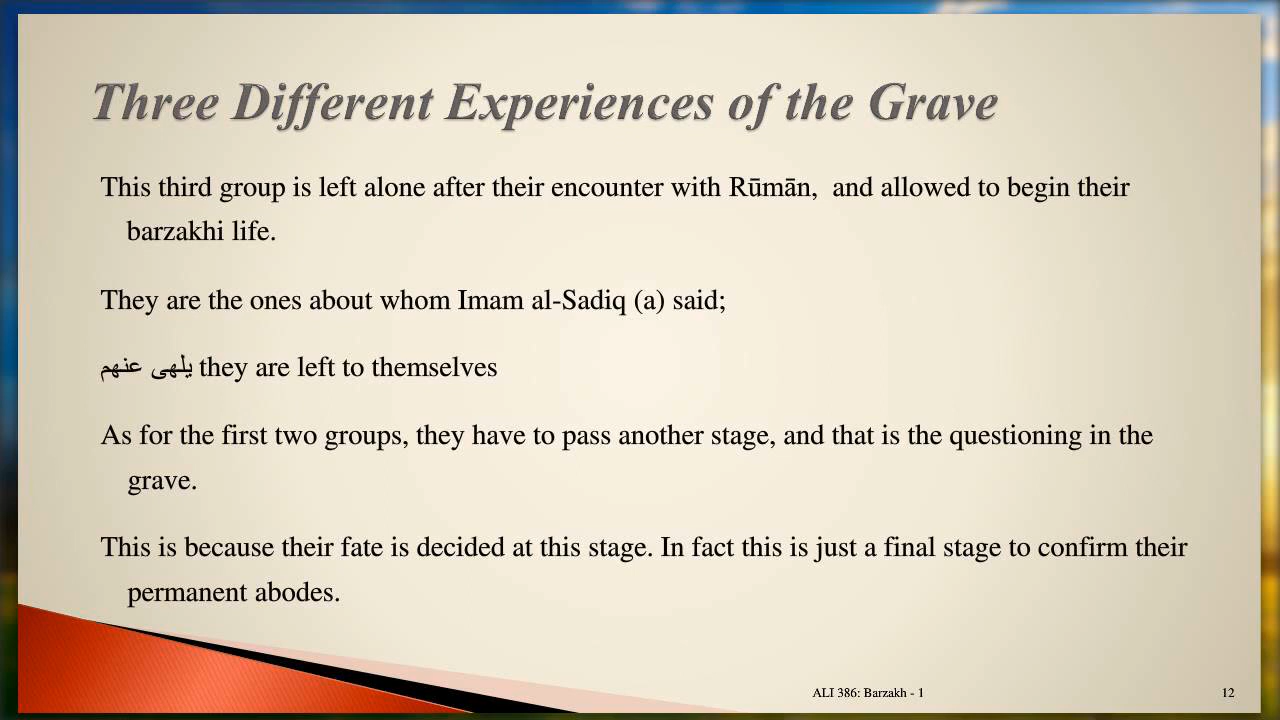 Three Different Experiences of the Grave
This third group is left alone after their encounter with Rūmān,  and allowed to begin their
barzakhi life.
They are the ones about whom Imam al-Sadiq (a) said;
يلهى عنهم they are left to themselves
As for the first two groups, they have to pass another stage, and that is the questioning in the
grave.
This is because their fate is decided at this stage. In fact this is just a final stage to confirm their
permanent abodes.
ALI 386: Barzakh - 1
12